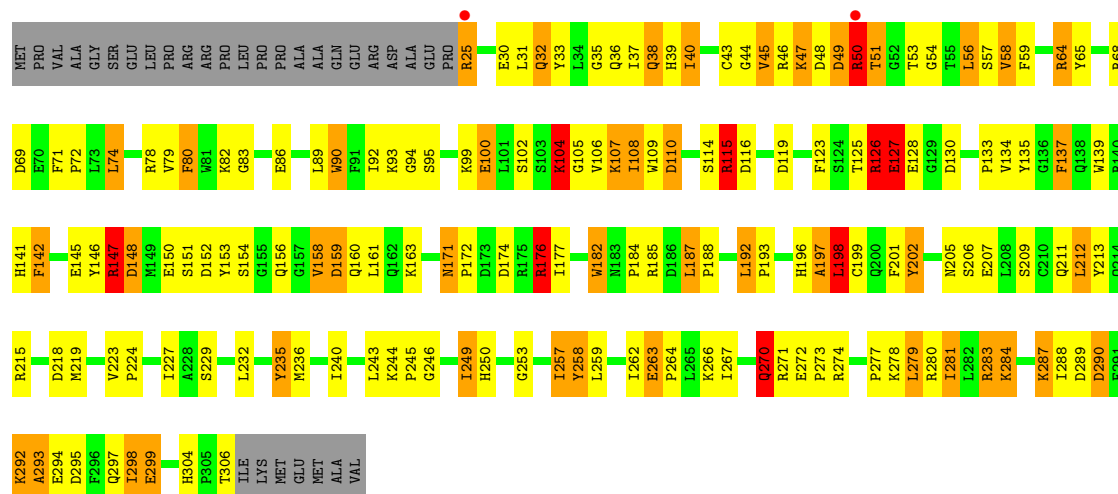 MET PRO VAL ALA GLY SER GLU LEU PRO ARG ARG PRO LEU PRO PRO ALA ALA GLN GLU ARG ASP ALA GLU PRO R25 E30 L31 Q32 Y33 L34 G35 Q36 I37 Q38 H39 I40 C43 G44 V45 R46 K47 D48 D49 R50 T51 G52 T53 G54 T55 L56 S57 V58 F59 R64 Y65 R68
D69 E70 F71 P72 L73 L74 R78 V79 F80 W81 K82 G83 E86 L89 W90 F91 I92 K93 G94 S95 K99 E100 L101 S102 S103 K104 G105 V106 K107 I108 W109 D110 S114 R115 D116 D119 F123 S124 T125 R126 E127 E128 G129 D130 P133 V134 Y135 G136 F137 Q138 W139 R140
H141 F142 E145 Y146 R147 D148 M149 E150 S151 D152 Y153 S154 G155 Q156 G157 V158 D159 Q160 L161 Q162 K163 N171 P172 D173 D174 R175 R176 I177 W182 N183 P184 R185 D186 L187 P188 L192 P193 H196 A197 L198 C199 Q200 F201 Y202 N205 S206 E207 L208 S209 C210 Q211 L212 Y213
R215 D218 M219 V223 P224 I227 A228 S229 L232 Y235 M236 I240 L243 K244 P245 G246 I249 H250 G253 I257 Y258 L259 I262 E263 P264 L265 K266 I267 Q270 R271 E272 P273 R274 P277 K278 L279 R280 I281 L282 R283 K284 K287 I288 D289 D290
K292 A293 E294 D295 F296 Q297 I298 E299 H304 P305 T306 ILE LYS MET GLU MET ALA VAL